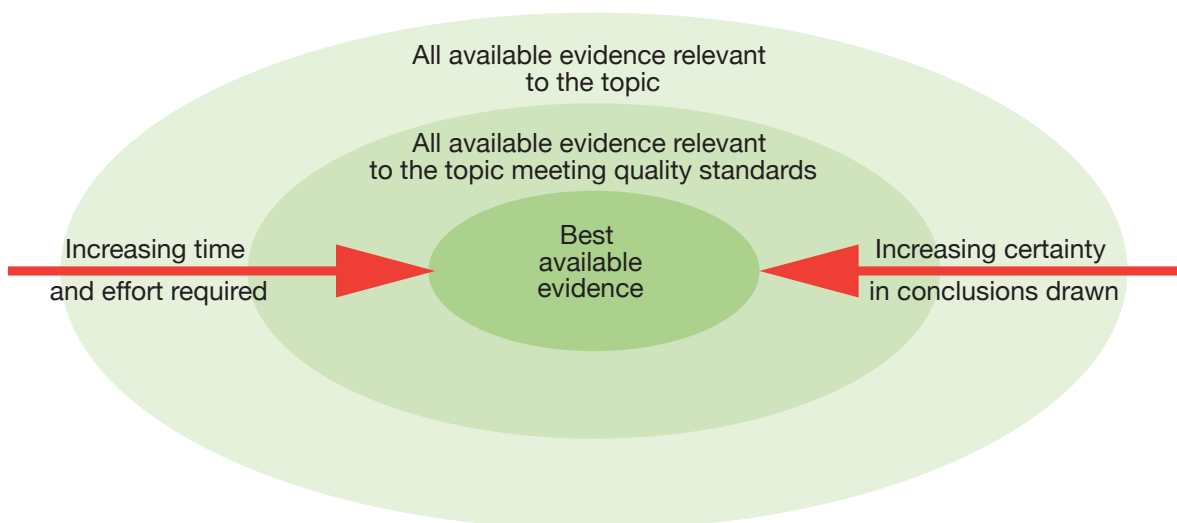 All available evidence relevant
to the topic
All available evidence relevant
to the topic meeting quality standards
Best
available
evidence
Increasing time
and effort required
Increasing certainty
in conclusions drawn